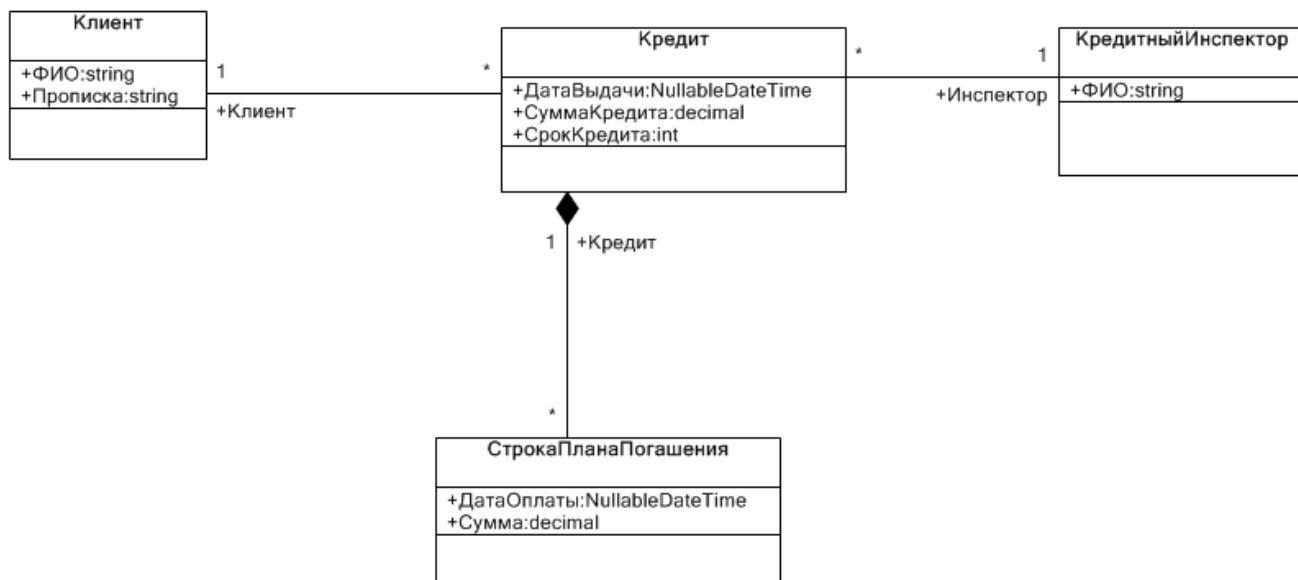 Клиент
+ФИО:string
+Прописка:string
1
+Клиент
*
Кредит
+ДатаВыдачи:NullableDateTime
+СуммаКредита:decimal
+СрокКредита:int
*
1
+Инспектор
КредитныйИнспектор
+ФИО:string
1 +Кредит
*
СтрокаПланаПогашения
+ДатаОплаты:NullableDateTime
+Сумма:decimal